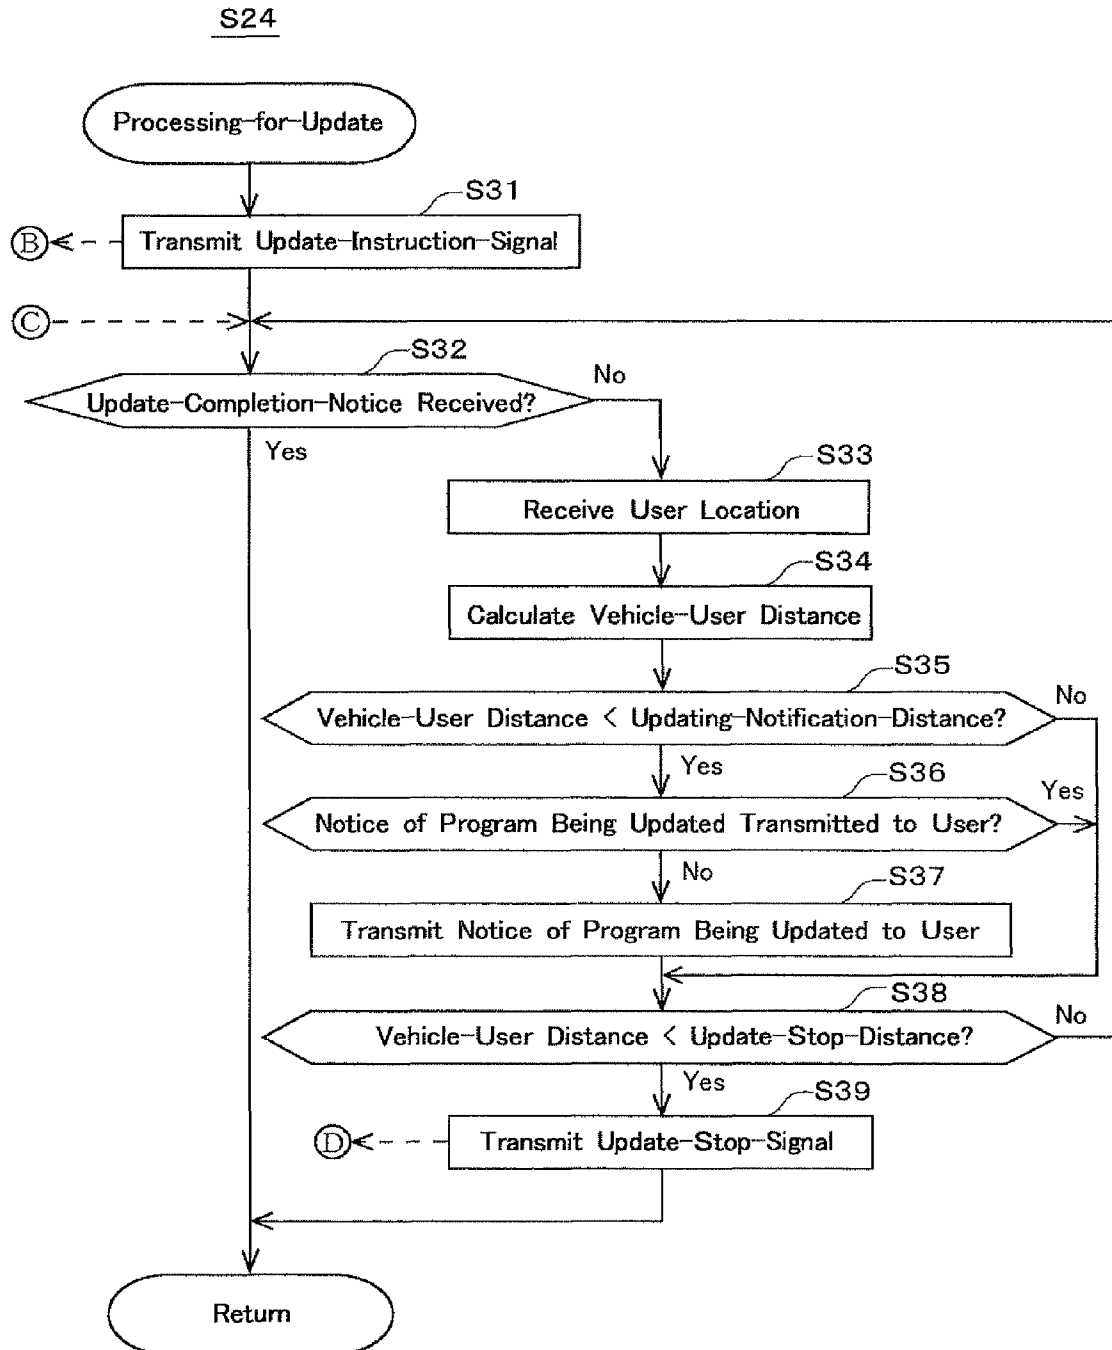 S24
Processing-for-Update
S31
Transmit Update-Instruction-Signal
B
C
S32
Update-Completion-Notice Received?
No
Yes
S33
Receive User Location
S34
Calculate Vehicle-User Distance
S35
Vehicle-User Distance < Updating-Notification-Distance?
No
Yes
S36
Notice of Program Being Updated Transmitted to User?
Yes
No
S37
Transmit Notice of Program Being Updated to User
S38
Vehicle-User Distance < Update-Stop-Distance?
No
Yes
S39
D
Transmit Update-Stop-Signal
Return